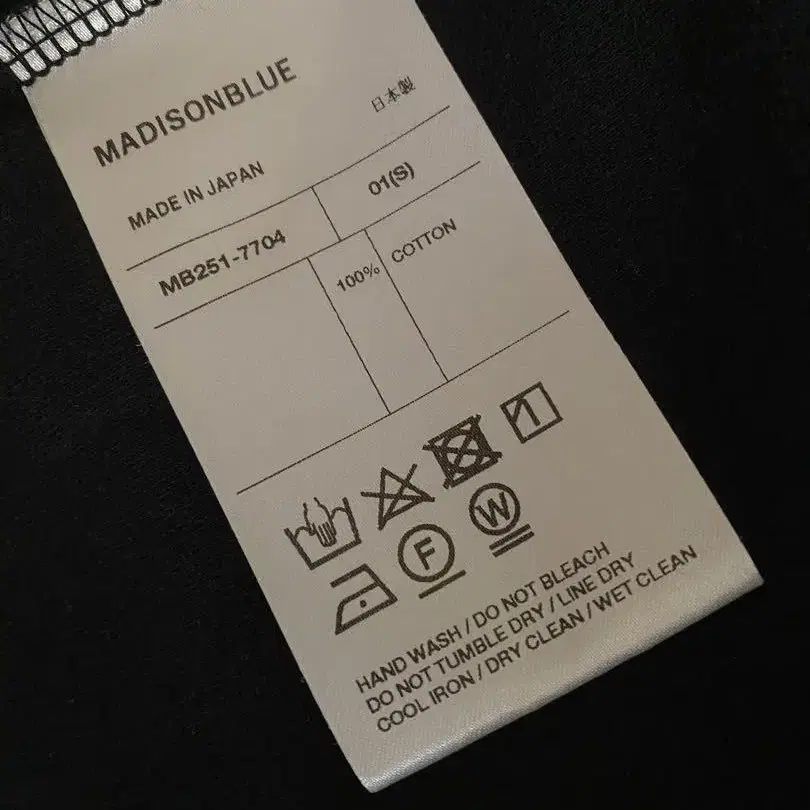 MADISONBLUE
MADE IN JAPAN 日本製
MB251-7704 01(S)
100% COTTON
1
F W
HAND WASH / DO NOT BLEACH
DO NOT TUMBLE DRY / LINE DRY
COOL IRON / DRY CLEAN / WET CLEAN